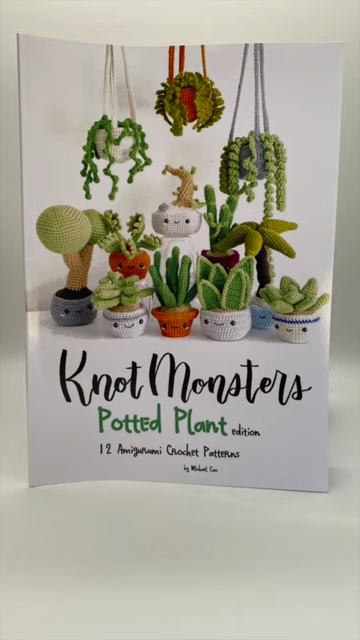 Knot Monsters
Potted Plant edition
12 Amigurumi Crochet Patterns
by Michael Cao